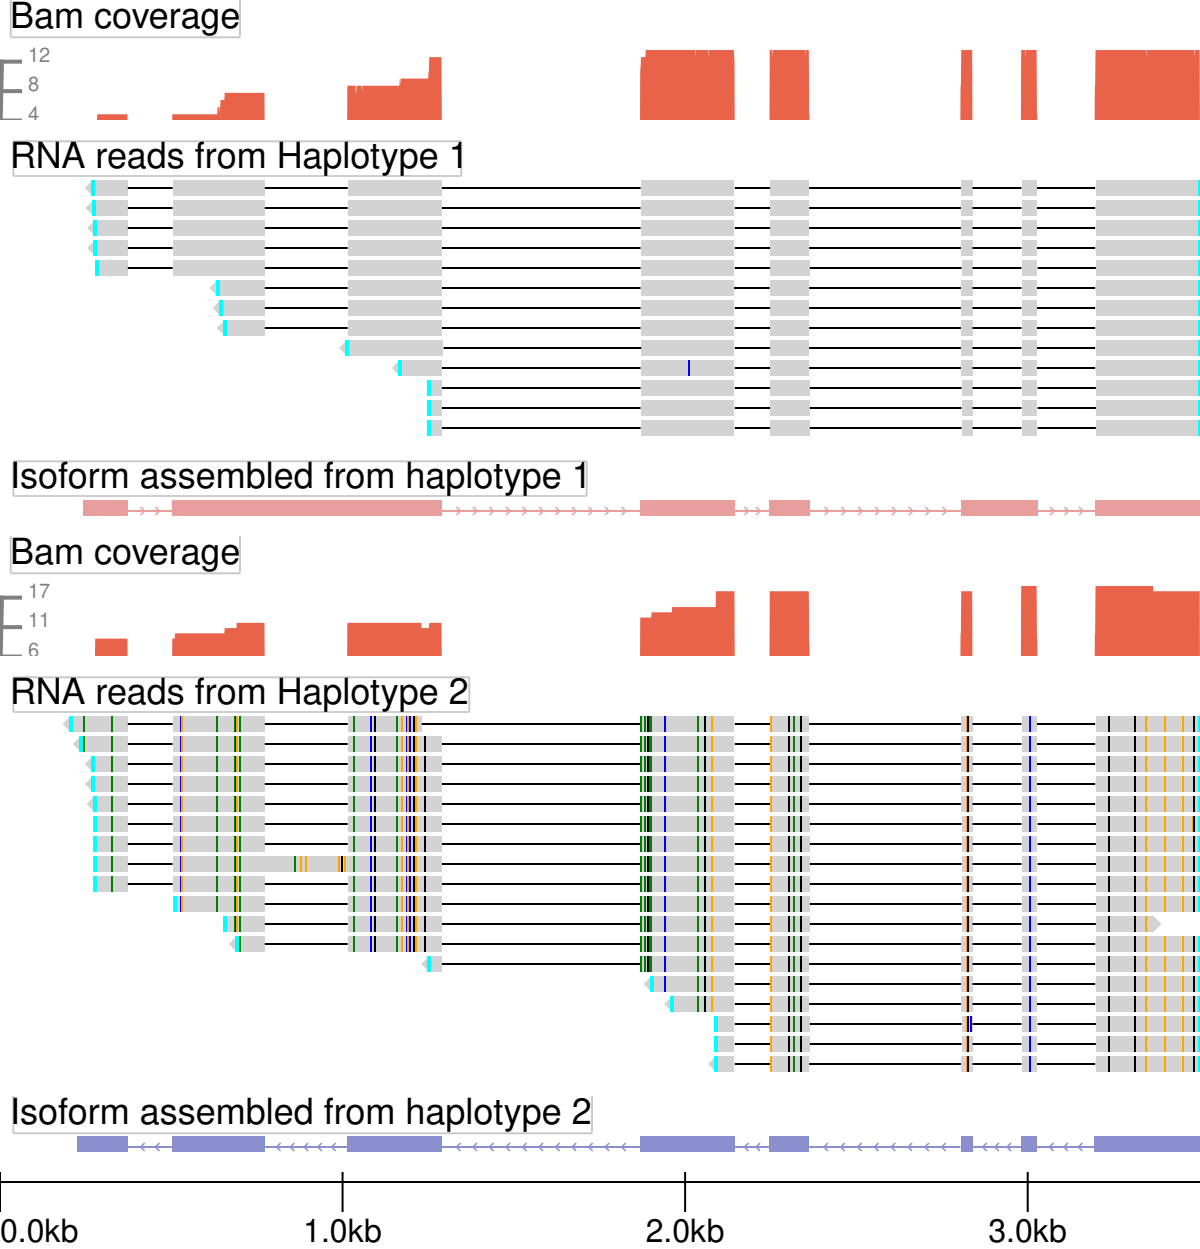 Bam coverage
12
8
4
RNA reads from Haplotype 1
Isoform assembled from haplotype 1
Bam coverage
17
11
6
RNA reads from Haplotype 2
Isoform assembled from haplotype 2
0.0kb 1.0kb 2.0kb 3.0kb